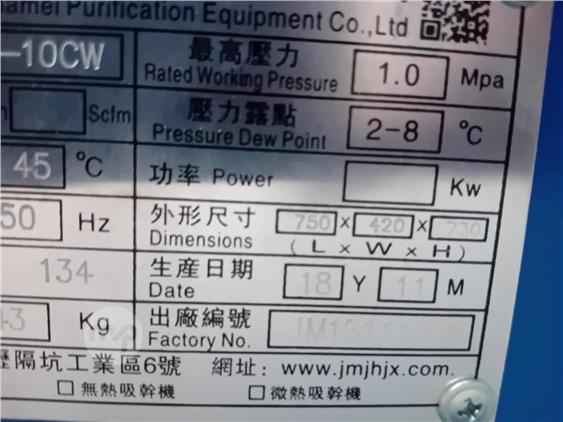 Purification Equipment Co.,Ltd
-10CW 最高壓力 Rated Working Pressure 1.0 Mpa
Scfm 壓力露點 Pressure Dew Point 2-8 °C
45 °C 功率 Power Kw
50 Hz 外形尺寸 Dimensions 750 x 420 x 730
(L x W x H)
134 生産日期 Date 18 Y 11 M
Kg 出廠編號 Factory No.
隔坑工業區6號 網址: www.jmjhjx.com.
□無熱吸幹機 □微熱吸幹機